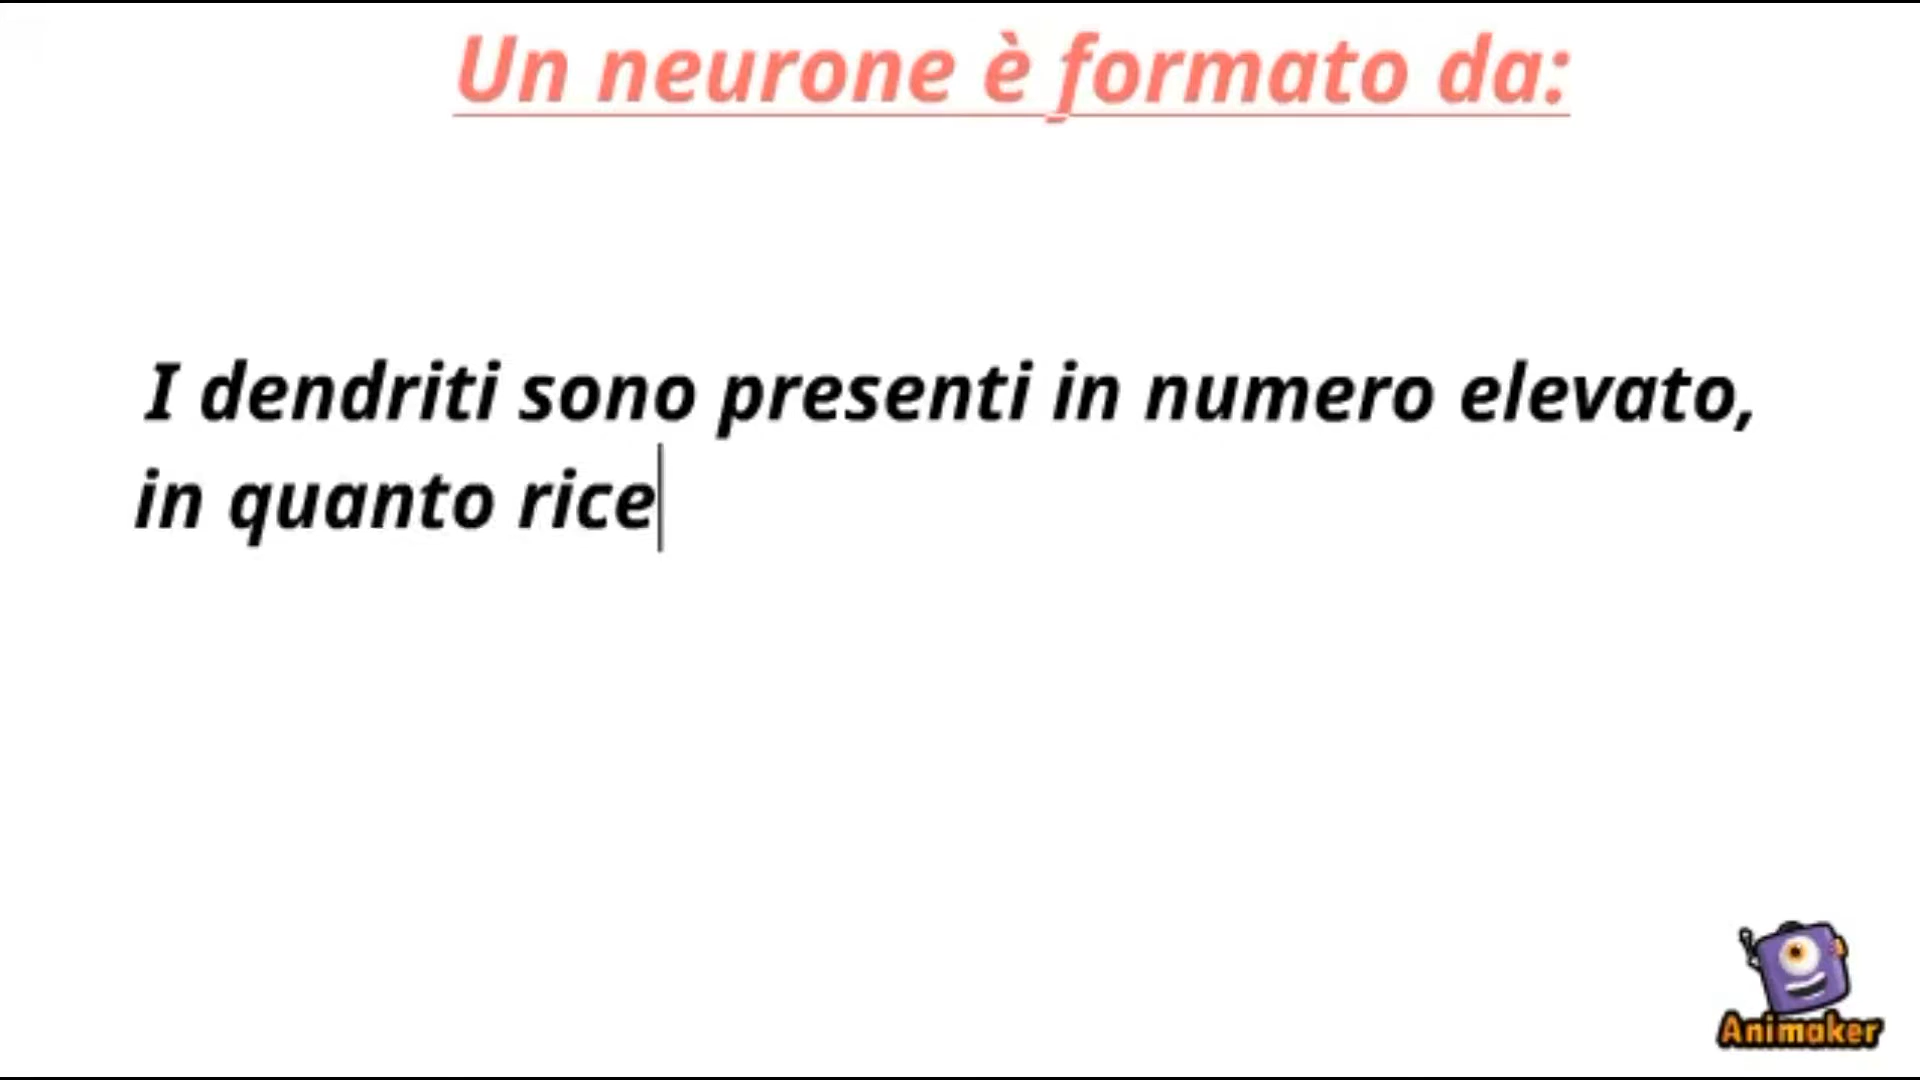 Un neurone è formato da:
I dendriti sono presenti in numero elevato,
in quanto rice
Animaker